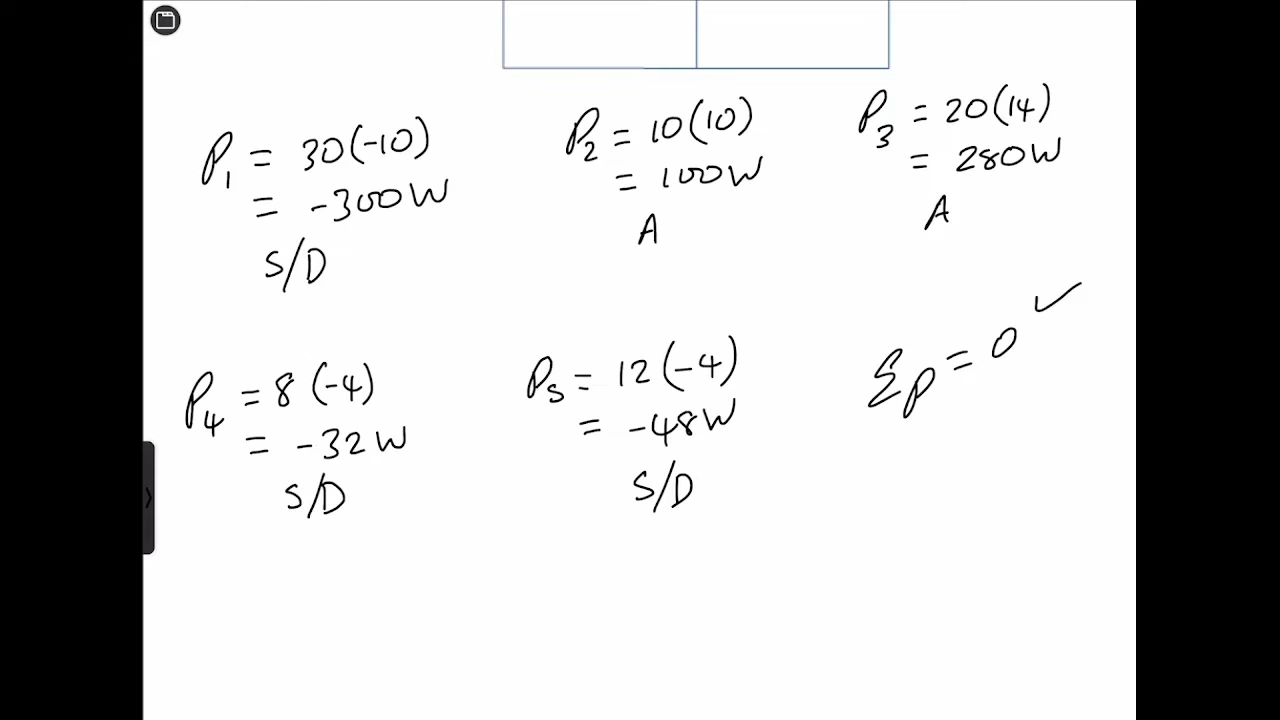 P₁ = 30(-10)
= -300W
S/D
P₂ = 10(10)
= 100W
A
P₃ = 20(14)
= 280W
A
P₄ = 8(-4)
= -32W
S/D
P₅ = 12(-4)
= -48W
S/D
Σp = 0 ✓